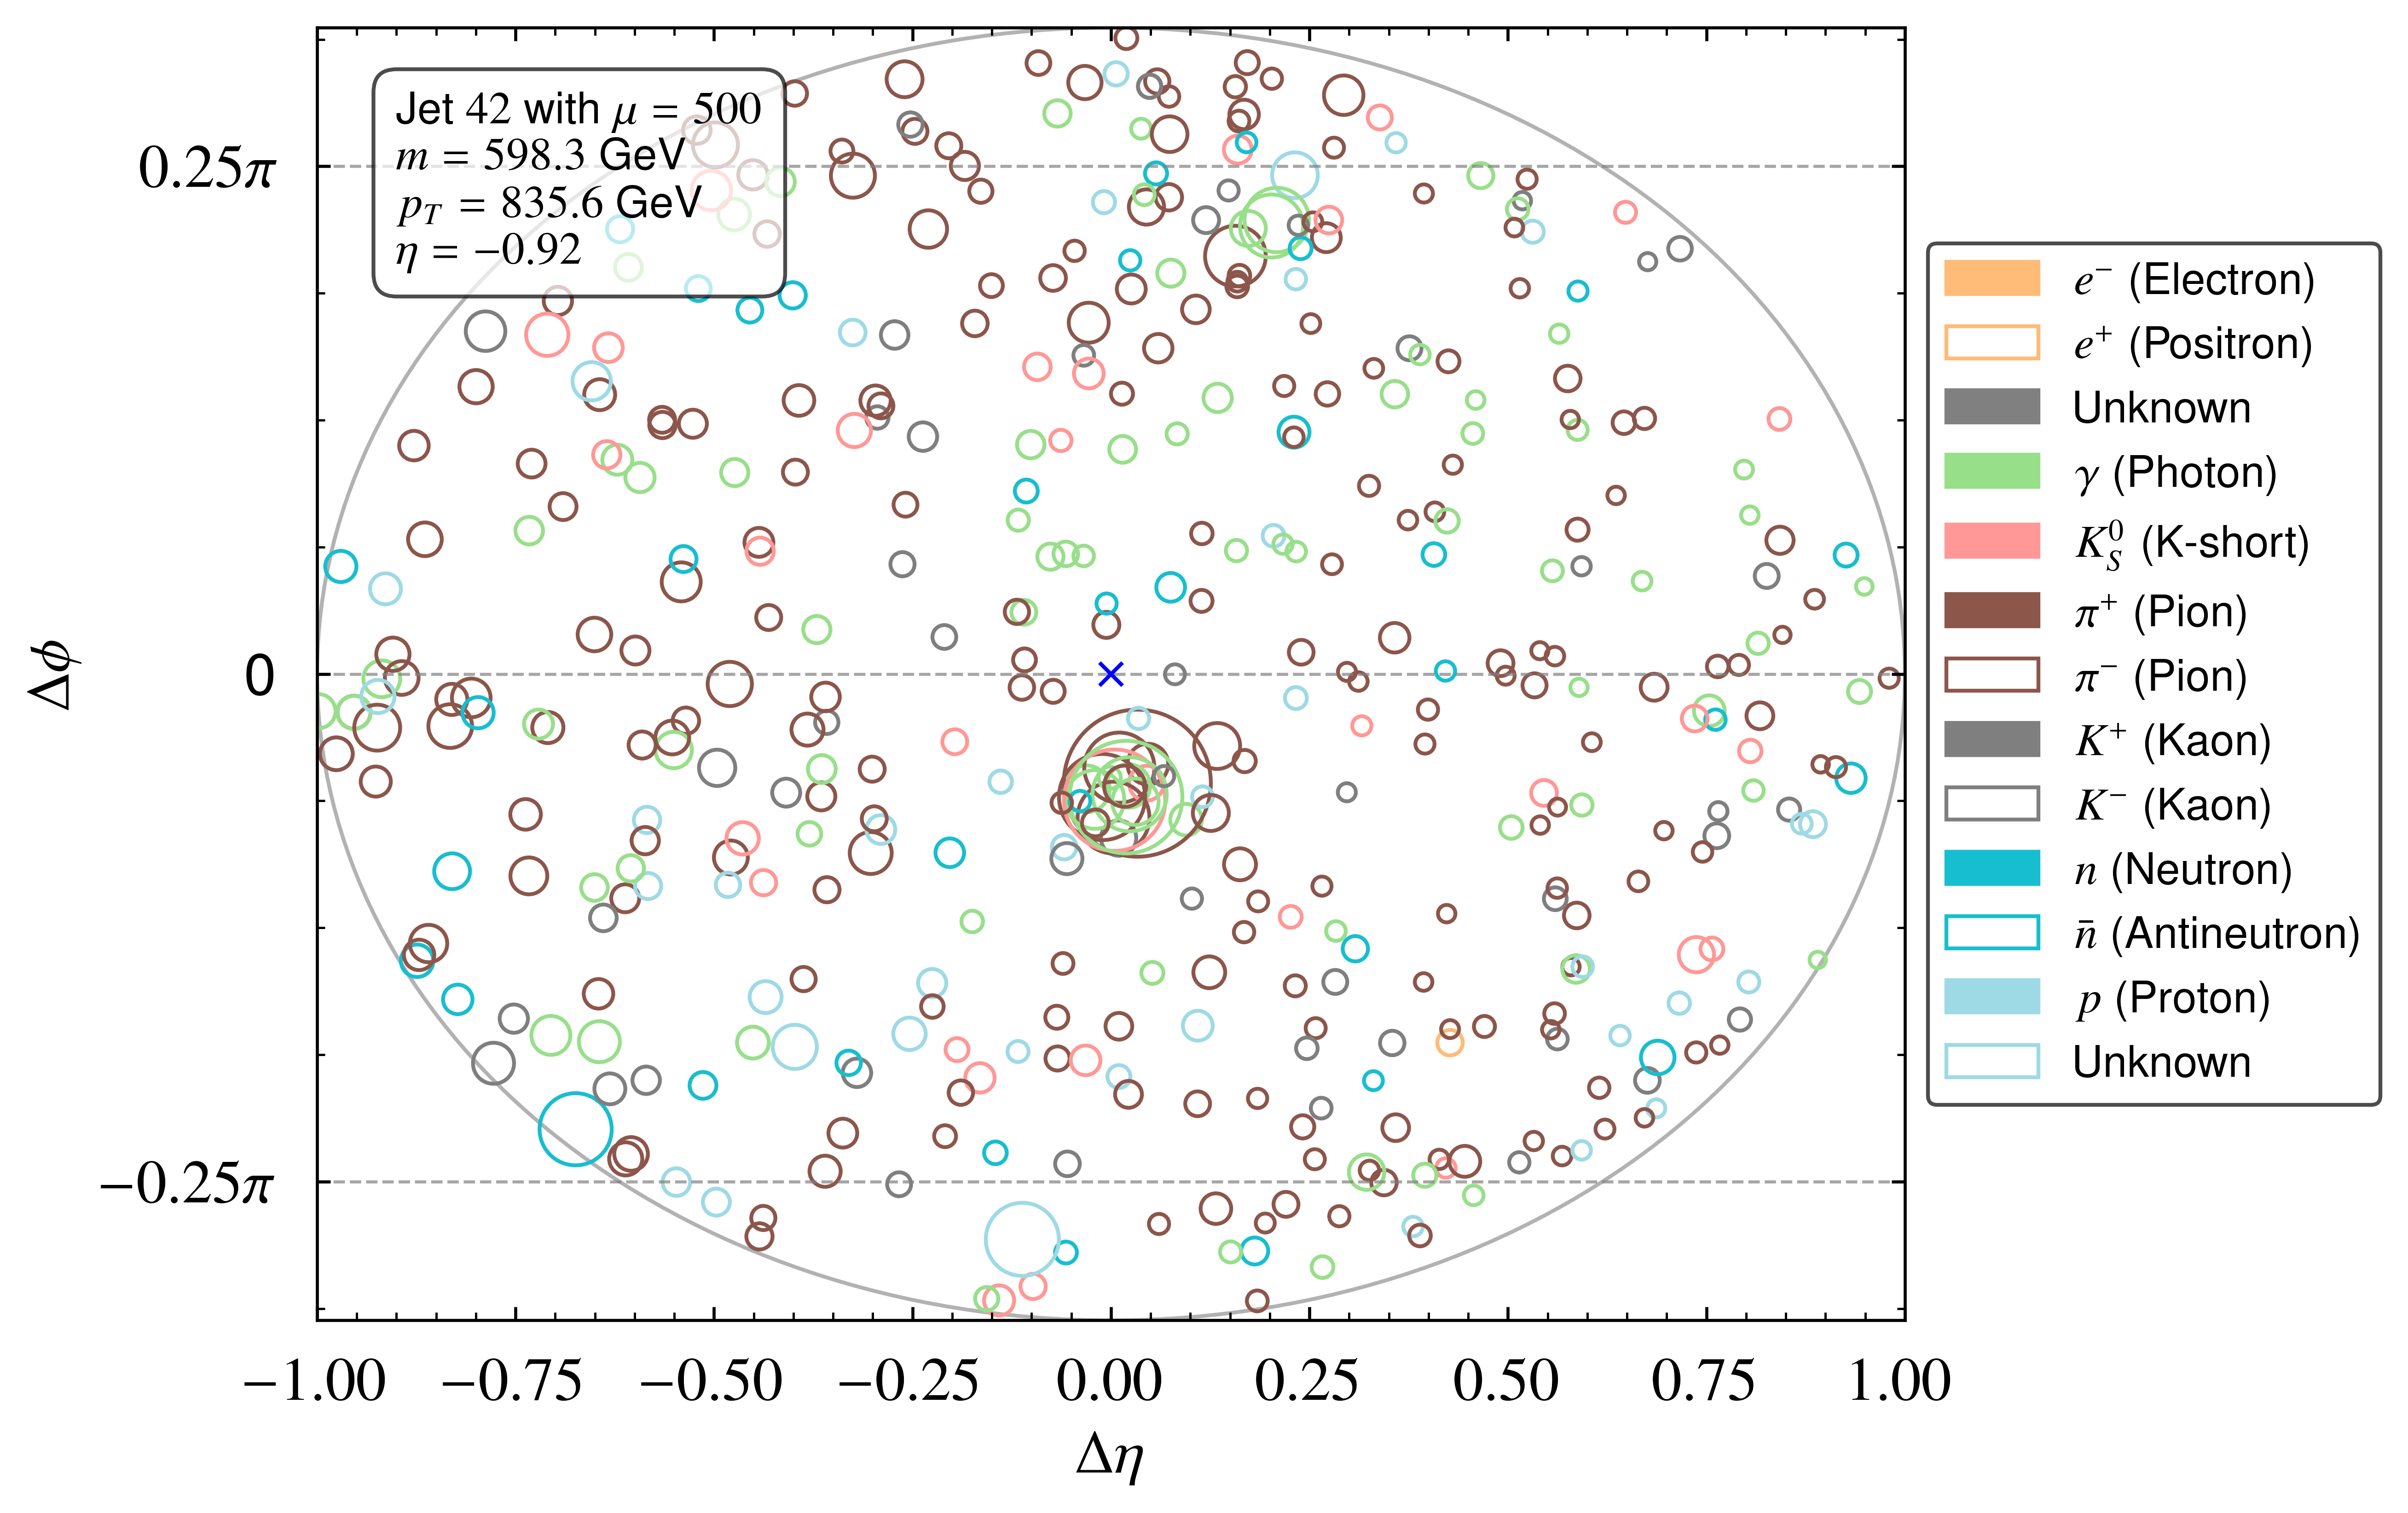 Jet 42 with μ = 500
m = 598.3 GeV
p_T = 835.6 GeV
η = −0.92
0.25π
0
−0.25π
Δϕ
−1.00 −0.75 −0.50 −0.25 0.00 0.25 0.50 0.75 1.00
Δη
e⁻ (Electron)
e⁺ (Positron)
Unknown
γ (Photon)
K_S^0 (K-short)
π⁺ (Pion)
π⁻ (Pion)
K⁺ (Kaon)
K⁻ (Kaon)
n (Neutron)
n̄ (Antineutron)
p (Proton)
Unknown